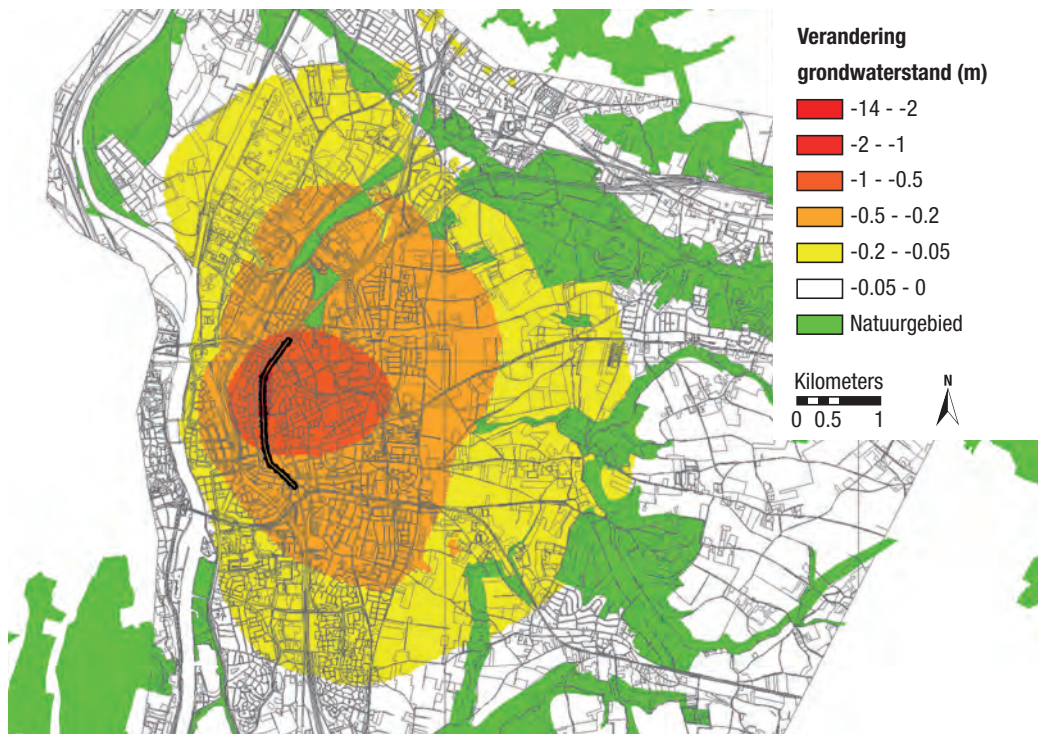 Verandering
grondwaterstand (m)
-14 - -2
-2 - -1
-1 - -0.5
-0.5 - -0.2
-0.2 - -0.05
-0.05 - 0
Natuurgebied
Kilometers
0 0.5 1
N